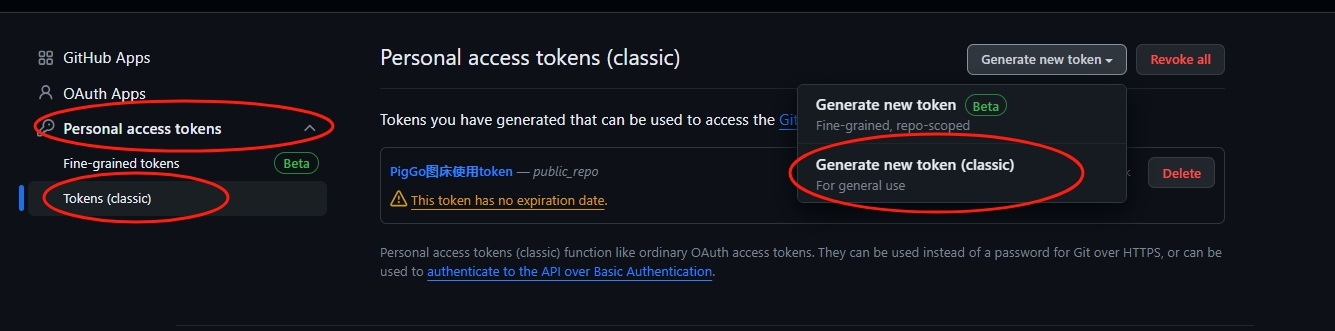 GitHub Apps
OAuth Apps
Personal access tokens
Fine-grained tokens Beta
Tokens (classic)
Personal access tokens (classic)
Generate new token
Revoke all
Generate new token Beta
Fine-grained, repo-scoped
Generate new token (classic)
For general use
Tokens you have generated that can be used to access the
PigGo图床使用token — public_repo
Delete
This token has no expiration date.
Personal access tokens (classic) function like ordinary OAuth access tokens. They can be used instead of a password for Git over HTTPS, or can be
used to authenticate to the API over Basic Authentication.